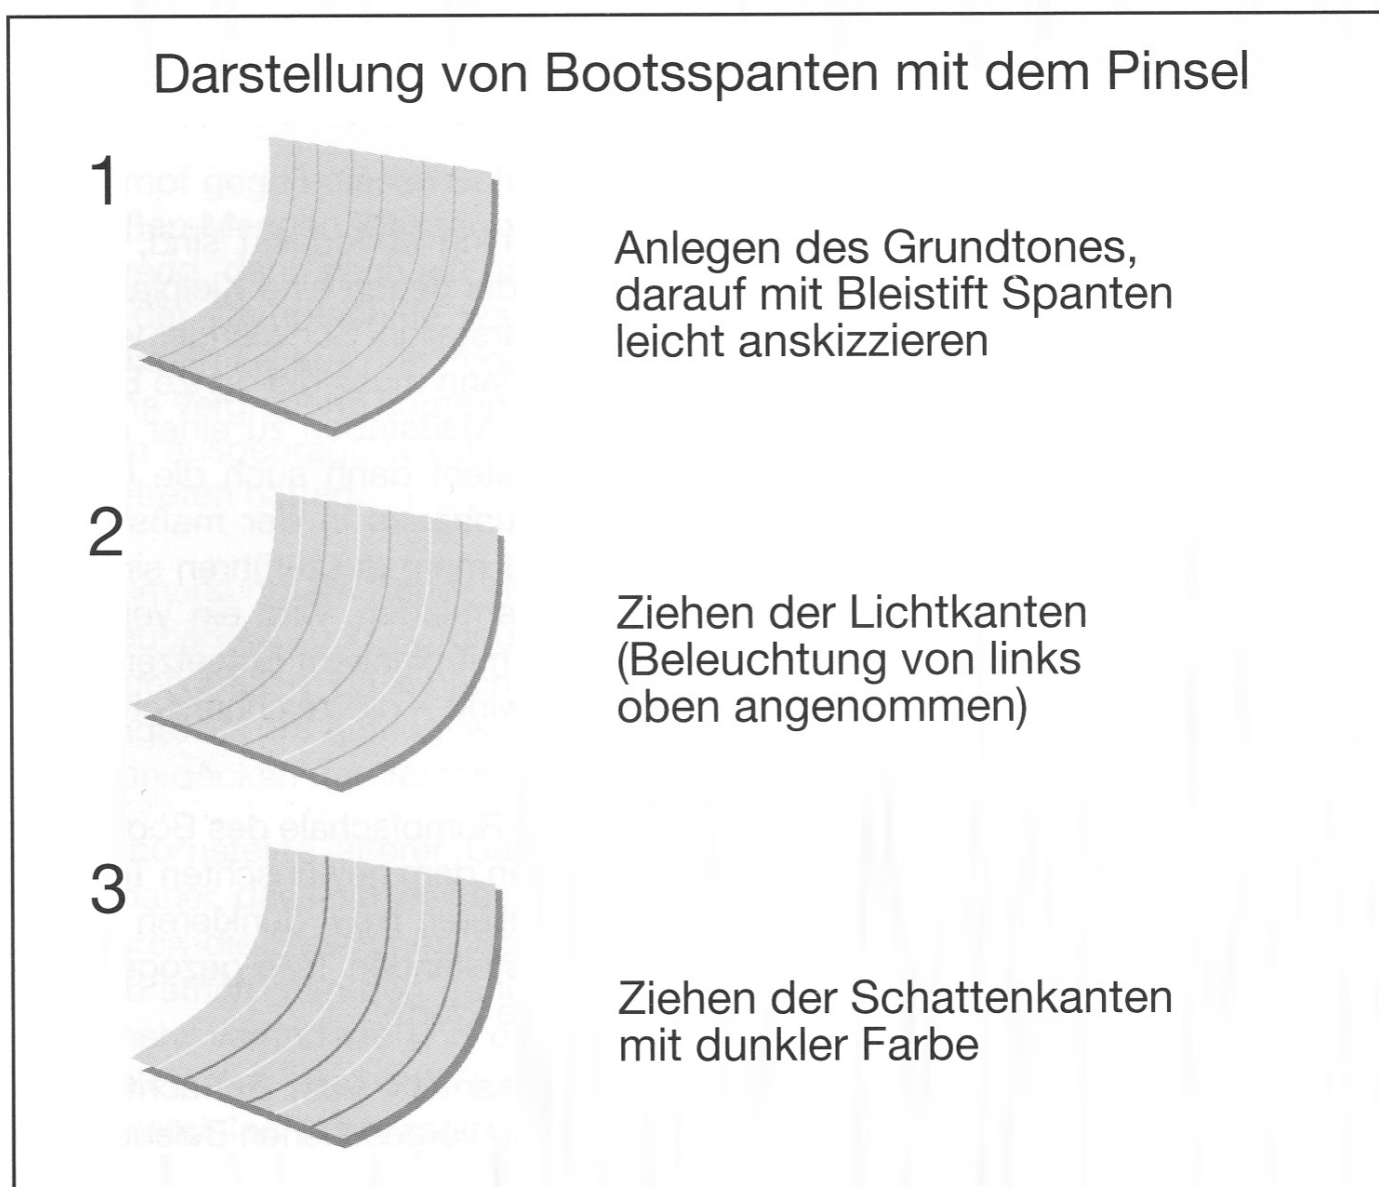 Darstellung von Bootsspanten mit dem Pinsel
1
Anlegen des Grundtones,
darauf mit Bleistift Spanten
leicht anskizzieren
2
Ziehen der Lichtkanten
(Beleuchtung von links
oben angenommen)
3
Ziehen der Schattenkanten
mit dunkler Farbe